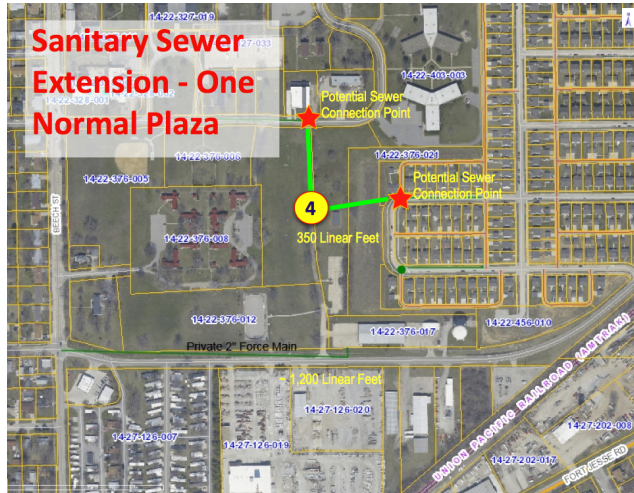 14-22-327-019
Sanitary Sewer
Extension - One
Normal Plaza
14-22-403-003
Potential Sewer
Connection Point
14-22-376-006
14-22-376-021
14-22-376-005
Potential Sewer
Connection Point
BEECH ST
4
350 Linear Feet
14-22-376-008
14-22-376-012
14-22-376-017
14-22-456-010
Private 2" Force Main
~ 1,200 Linear Feet
UNION PACIFIC RAILROAD (AMTRAK)
14-27-126-020
14-27-202-008
14-27-126-007
14-27-126-019
14-27-202-017
FORT JESSE RD